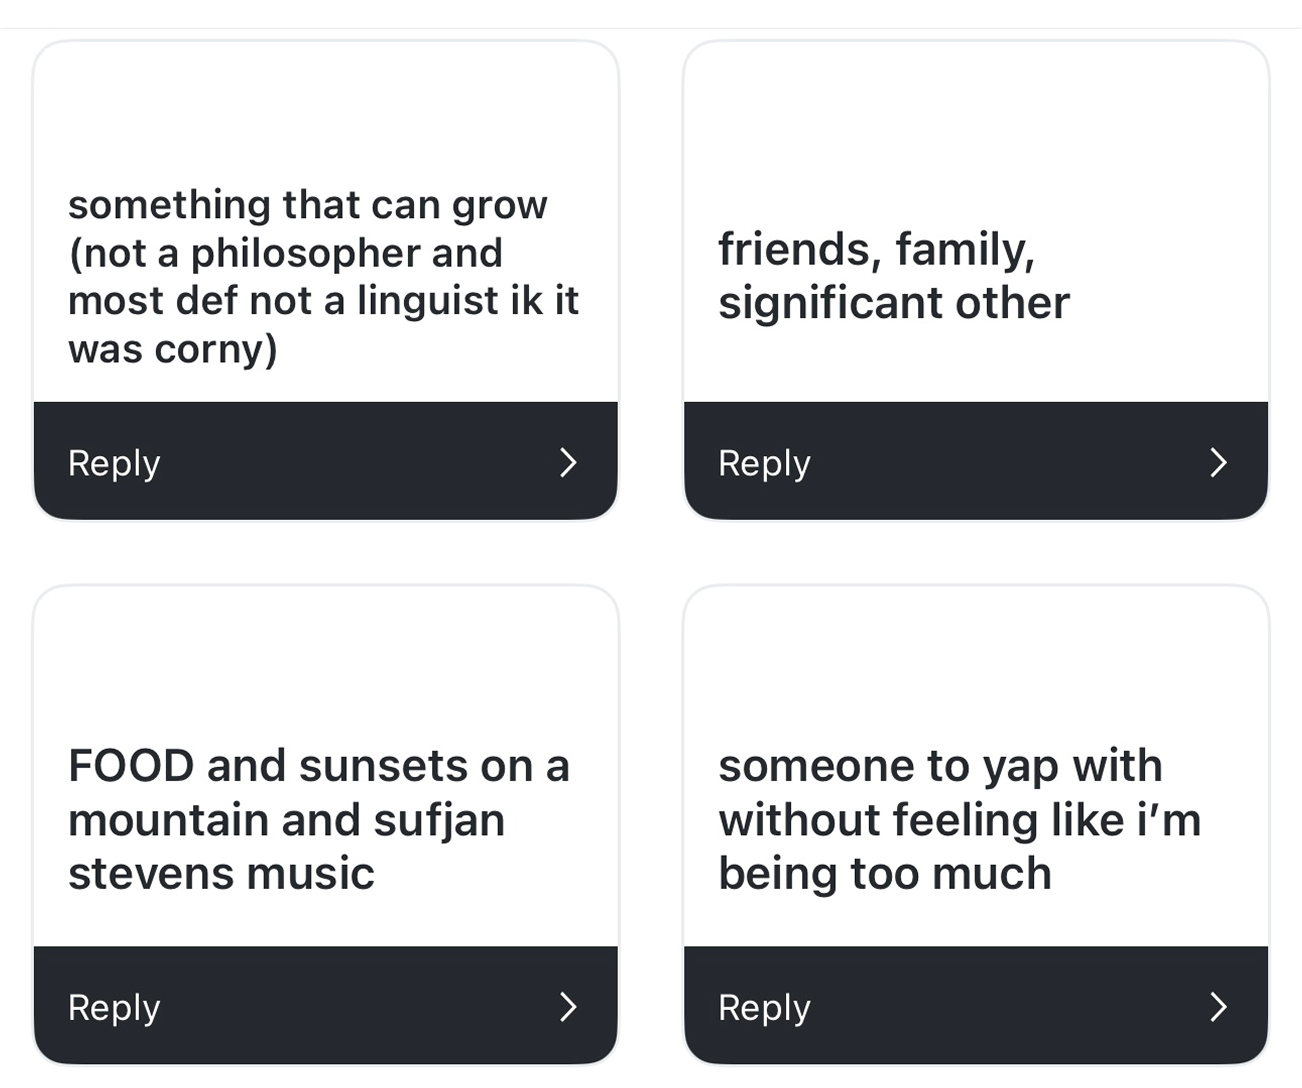 something that can grow
(not a philosopher and
most def not a linguist ik it
was corny)
Reply
friends, family,
significant other
Reply
FOOD and sunsets on a
mountain and sufjan
stevens music
Reply
someone to yap with
without feeling like i’m
being too much
Reply